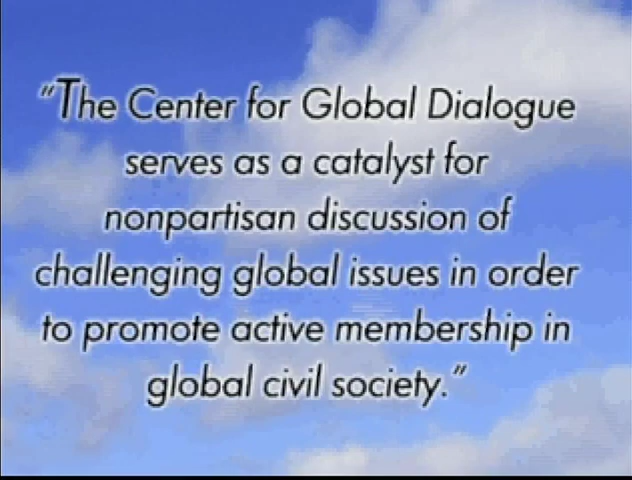 "The Center for Global Dialogue
serves as a catalyst for
nonpartisan discussion of
challenging global issues in order
to promote active membership in
global civil society."